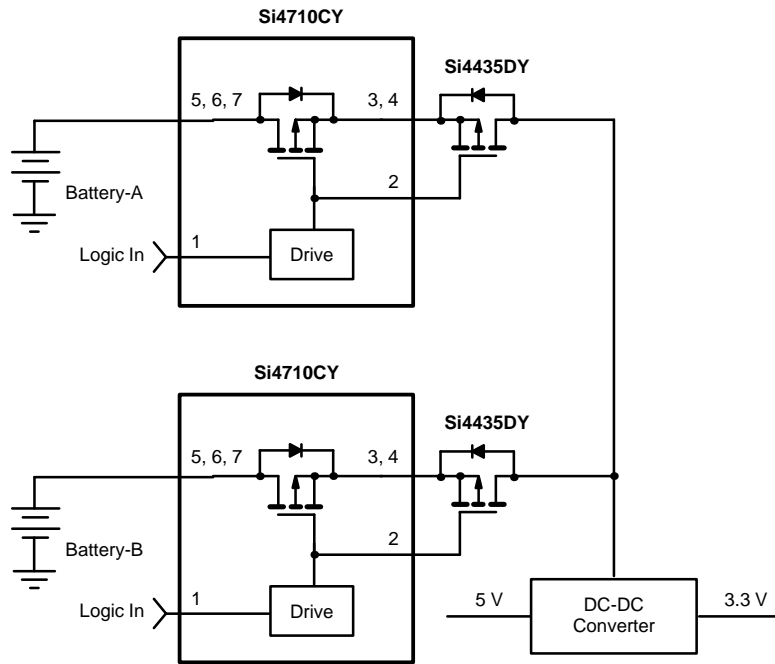 Si4710CY
Si4435DY
5, 6, 7
3, 4
2
Battery-A
Logic In
1
Drive
Si4710CY
Si4435DY
5, 6, 7
3, 4
2
Battery-B
Logic In
1
Drive
5 V
DC-DC
Converter
3.3 V